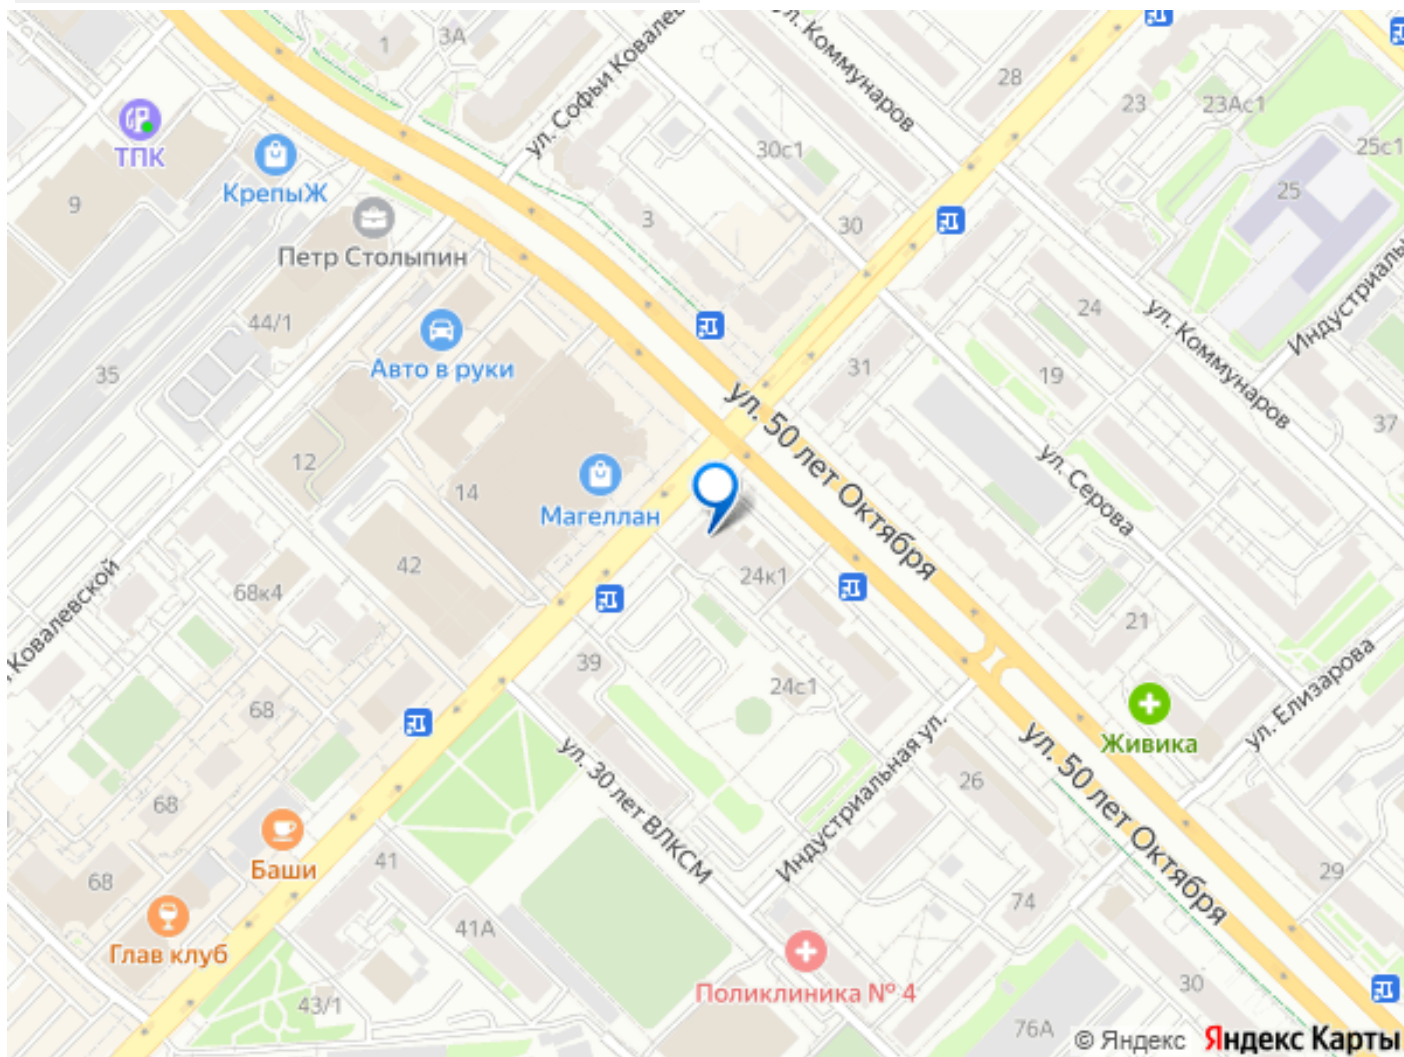 1
3А
ул. Софьи Ковалев
ул. Коммунаров
28
23
23Ас1
25с1
25
ТПК
9
КрепыЖ
Петр Столыпин
30с1
30
3
Индустриаль
44/1
35
Авто в руки
31
24
19
ул. Коммунаров
37
ул. 50 лет Октября
ул. Серова
12
14
Магеллан
42
24к1
68к4
Ковалевской
21
39
24с1
68
ул. Елизарова
Живика
Индустриальная ул.
ул. 30 лет ВЛКСМ
26
ул. 50 лет Октября
68
Баши
41
68
29
74
41А
Глав клуб
Поликлиника № 4
43/1
30
76А
© Яндекс Яндекс Карты